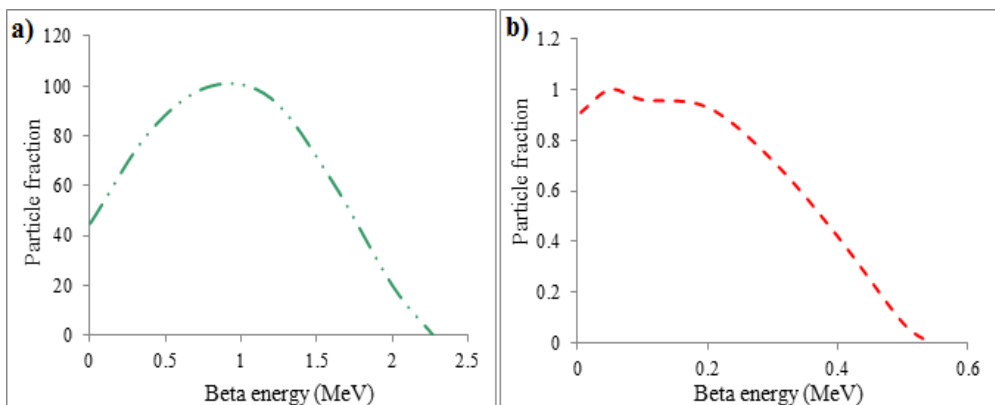 a)
Particle fraction
120
100
80
60
40
20
0
0 0.5 1 1.5 2 2.5
Beta energy (MeV)
b)
Particle fraction
1.2
1
0.8
0.6
0.4
0.2
0
0 0.2 0.4 0.6
Beta energy (MeV)